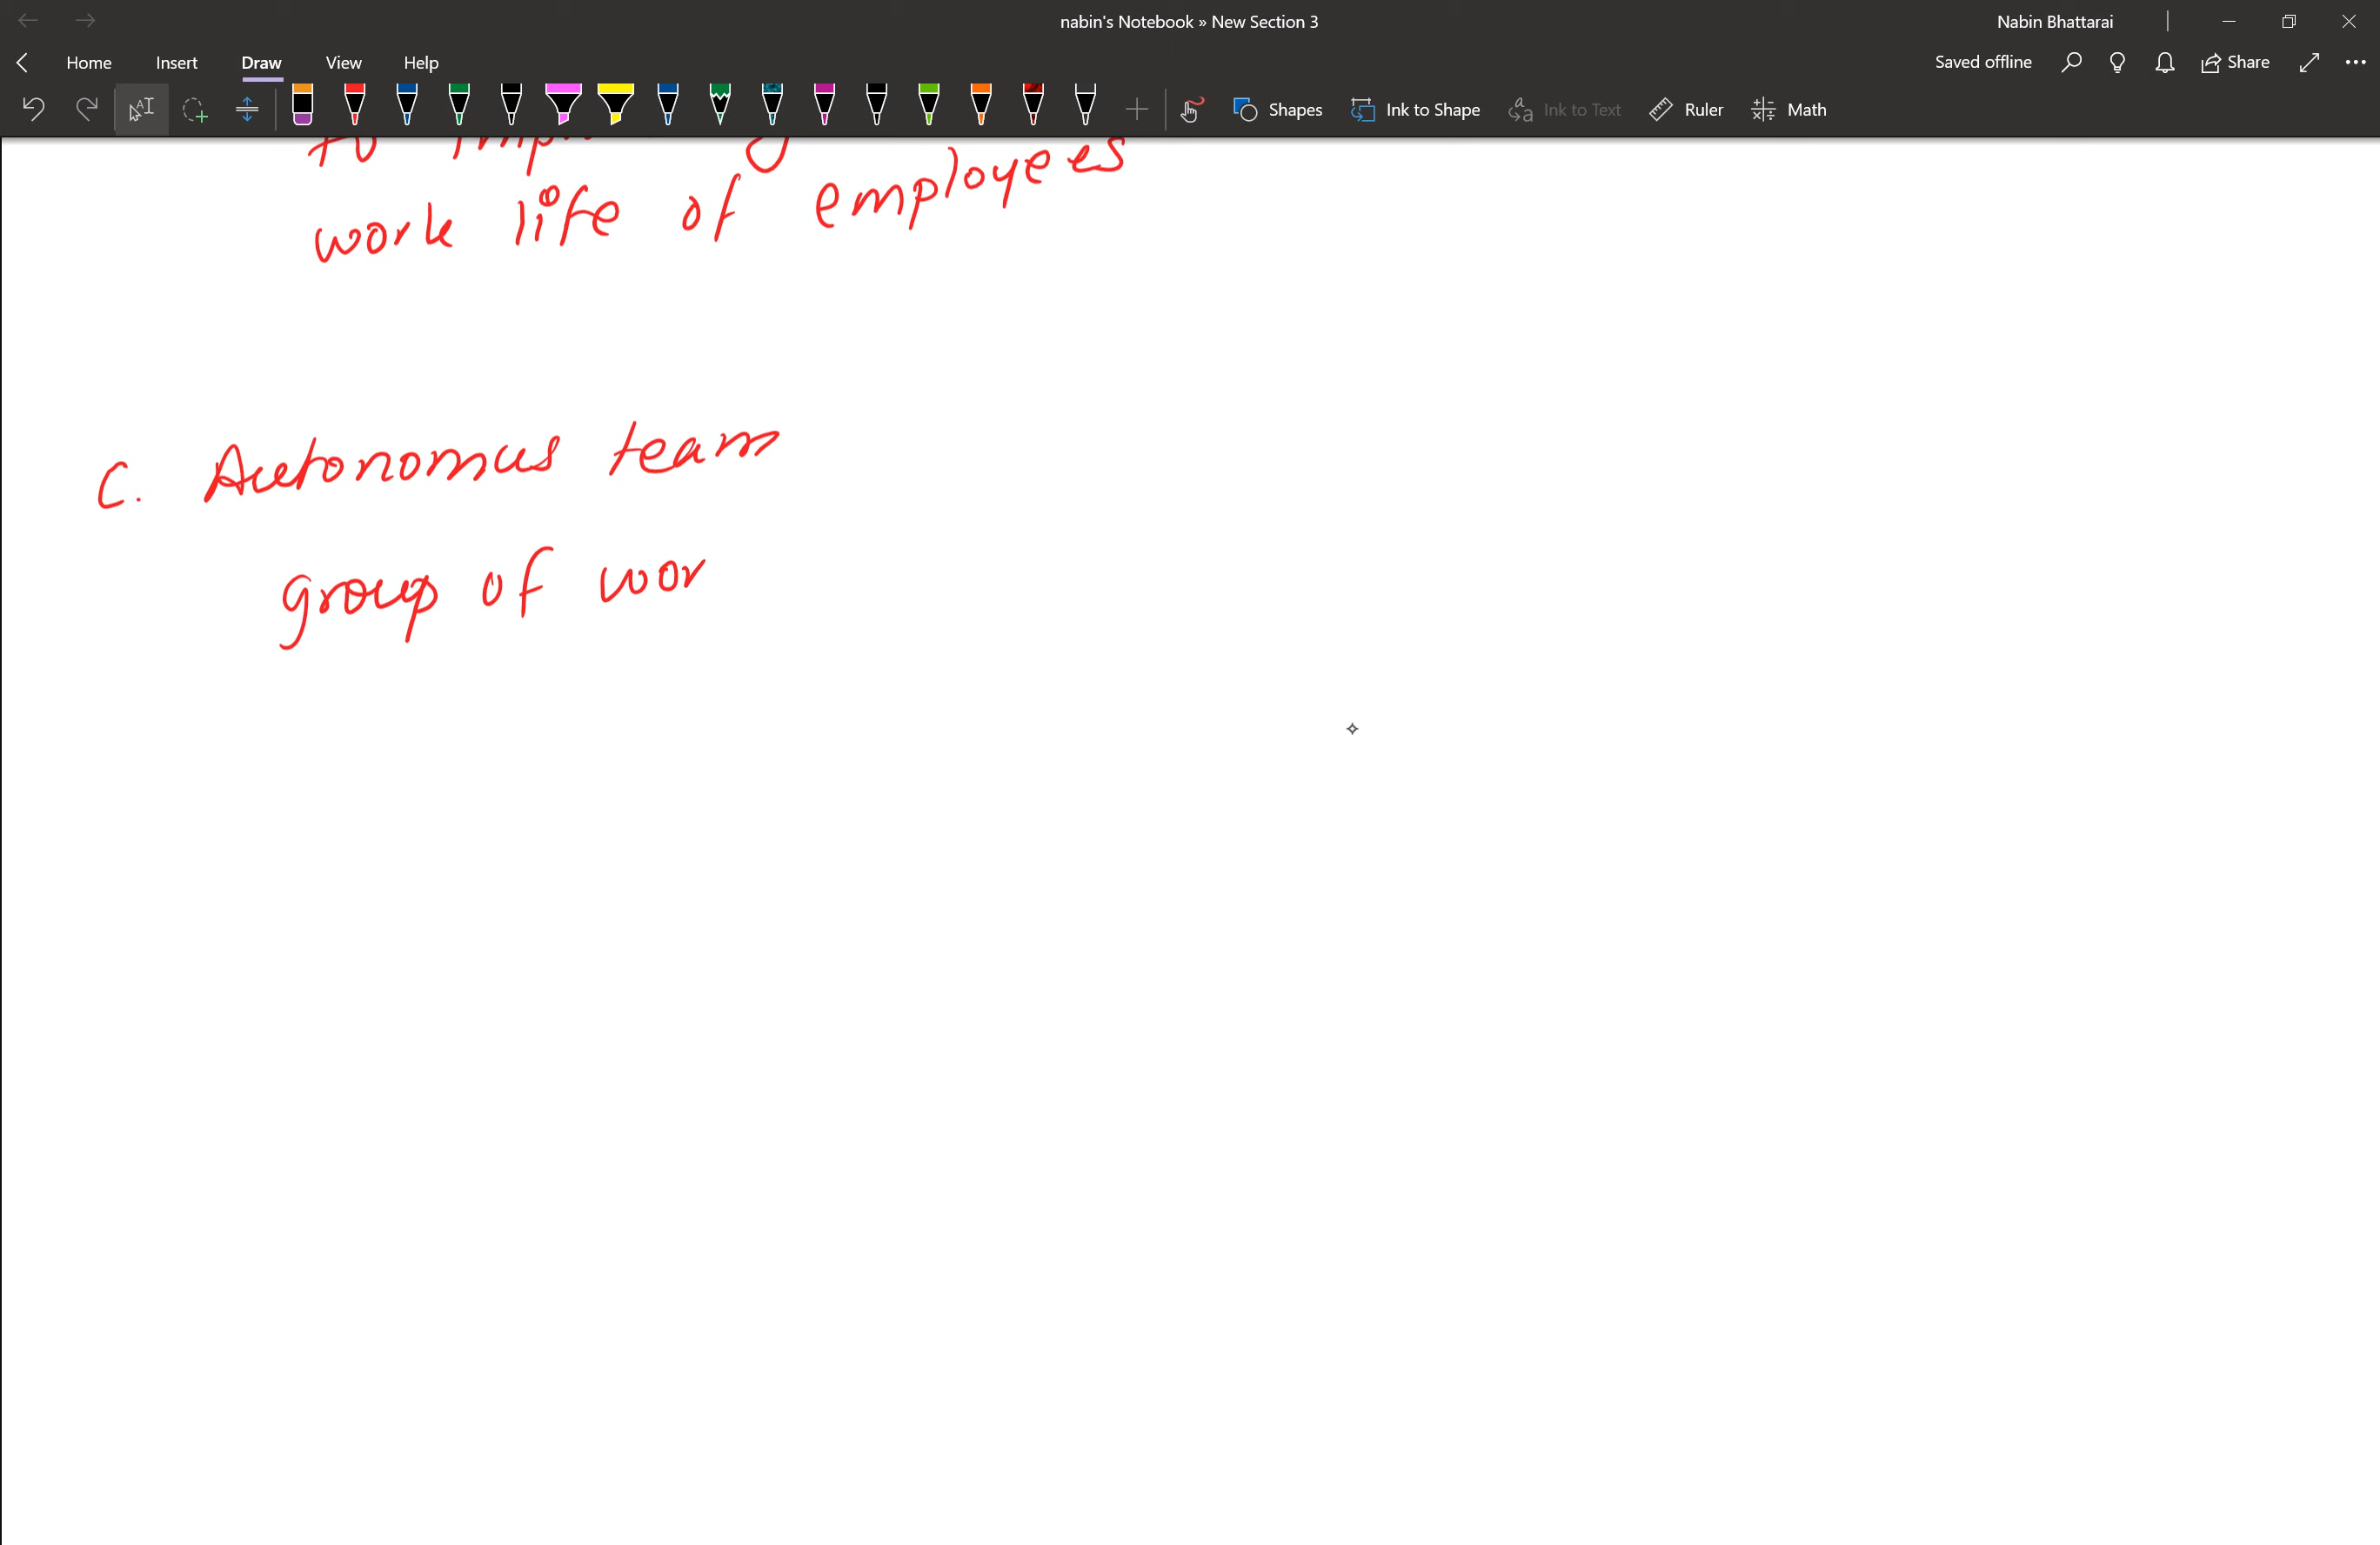 nabin's Notebook » New Section 3
Nabin Bhattarai
Home Insert Draw View Help
Saved offline Share
Shapes Ink to Shape Ink to Text Ruler Math
work life of employees
C. Autonomus team
group of wor